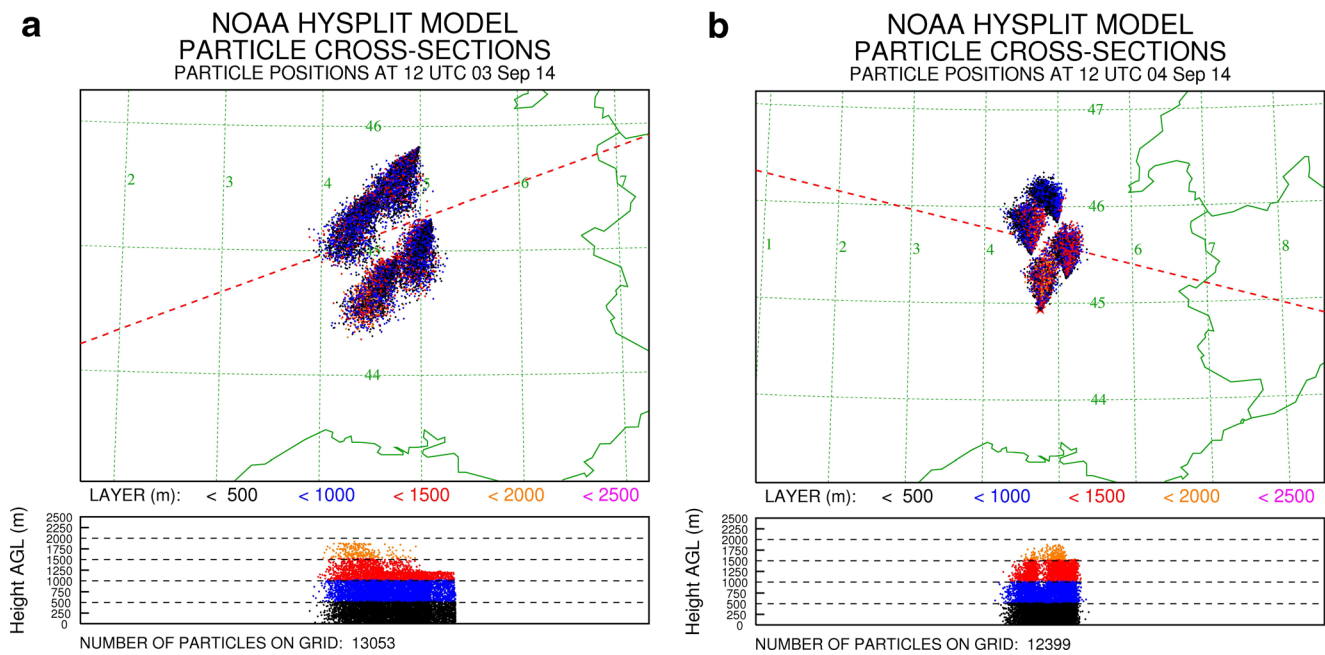 a
NOAA HYSPLIT MODEL
PARTICLE CROSS-SECTIONS
PARTICLE POSITIONS AT 12 UTC 03 Sep 14
46
2 3 4 5 6 7
44
LAYER (m): < 500 < 1000 < 1500 < 2000 < 2500
Height AGL (m)
2500
2000
1750
1500
1250
1000
750
500
250
0
NUMBER OF PARTICLES ON GRID: 13053
b
NOAA HYSPLIT MODEL
PARTICLE CROSS-SECTIONS
PARTICLE POSITIONS AT 12 UTC 04 Sep 14
47
46
1 2 3 4 6 7 8
45
44
LAYER (m): < 500 < 1000 < 1500 < 2000 < 2500
Height AGL (m)
2500
2250
2000
1750
1500
1250
1000
750
500
250
0
NUMBER OF PARTICLES ON GRID: 12399